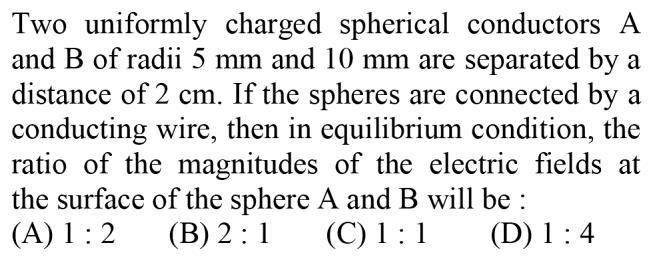 Two uniformly charged spherical conductors A
and B of radii 5 mm and 10 mm are separated by a
distance of 2 cm. If the spheres are connected by a
conducting wire, then in equilibrium condition, the
ratio of the magnitudes of the electric fields at
the surface of the sphere A and B will be :
(A) 1 : 2 (B) 2 : 1 (C) 1 : 1 (D) 1 : 4